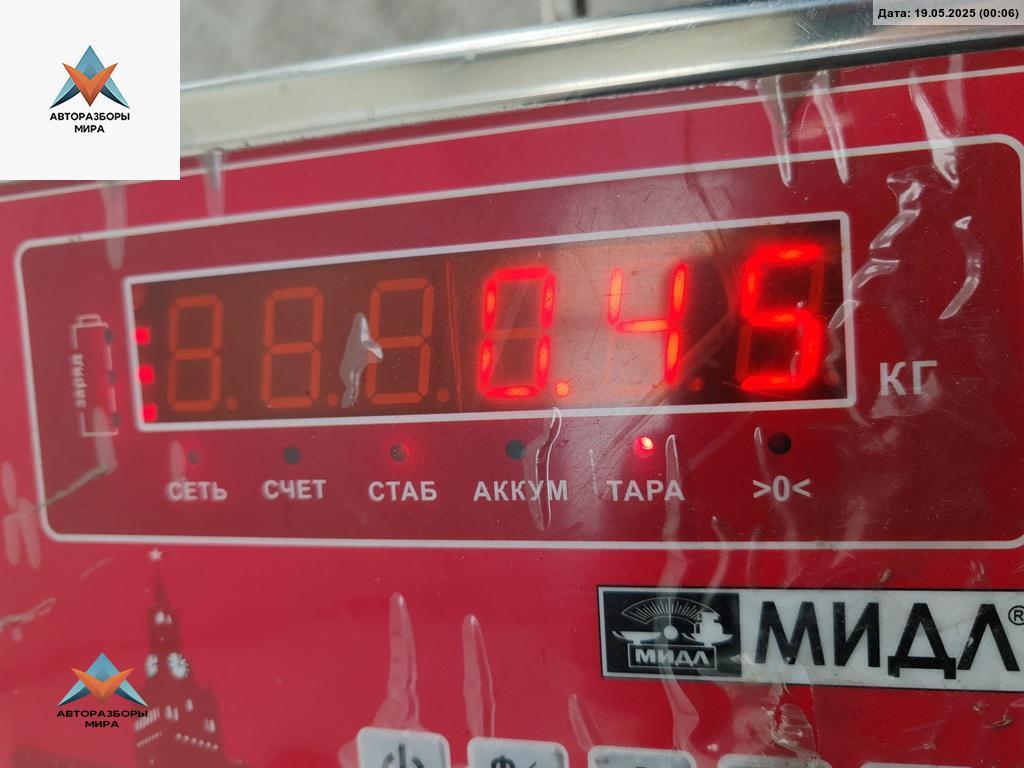 Дата: 19.05.2025 (00:06)
АВТОРАЗБОРЫ
МИРА
0.45
КГ
заряд
СЕТЬ СЧЕТ СТАБ АККУМ ТАРА >0<
МИДЛ МИДЛ®
АВТОРАЗБОРЫ
МИРА